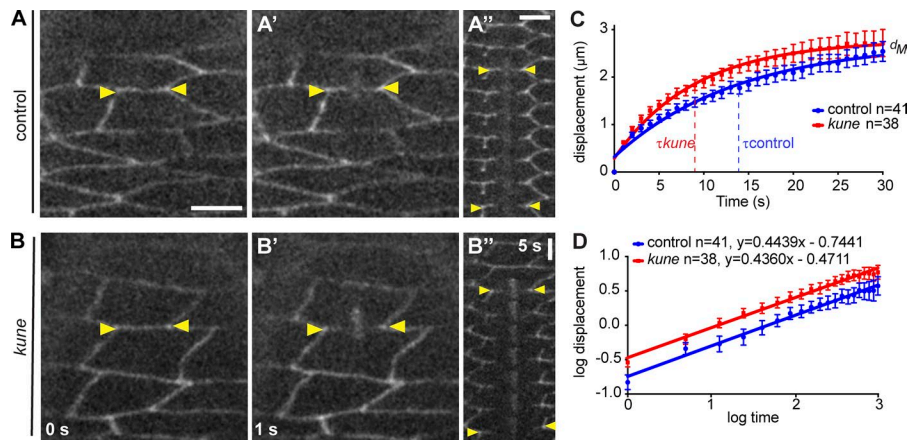 A
A'
A''
control
B
B'
B''
5 s
kune
0 s
1 s
C
displacement (μm)
3
2
1
0
dM
control n=41
kune n=38
τkune
τcontrol
0 5 10 15 20 25 30
Time (s)
D
control n=41, y=0.4439x - 0.7441
kune n=38, y=0.4360x - 0.4711
log displacement
1.0
0.5
0.0
-0.5
-1.0
0 1 2 3
log time